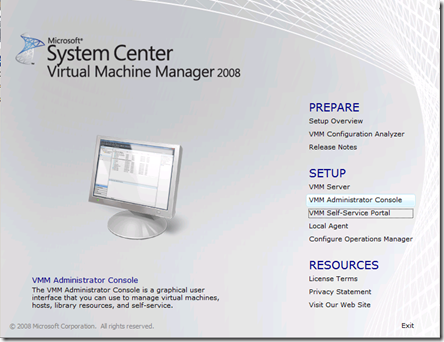 Microsoft®
System Center
Virtual Machine Manager 2008
PREPARE
Setup Overview
VMM Configuration Analyzer
Release Notes
SETUP
VMM Server
VMM Administrator Console
VMM Self-Service Portal
Local Agent
Configure Operations Manager
RESOURCES
License Terms
Privacy Statement
Visit Our Web Site
VMM Administrator Console
The VMM Administrator Console is a graphical user
interface that you can use to manage virtual machines,
hosts, library resources, and self-service.
© 2008 Microsoft Corporation. All rights reserved.
Exit